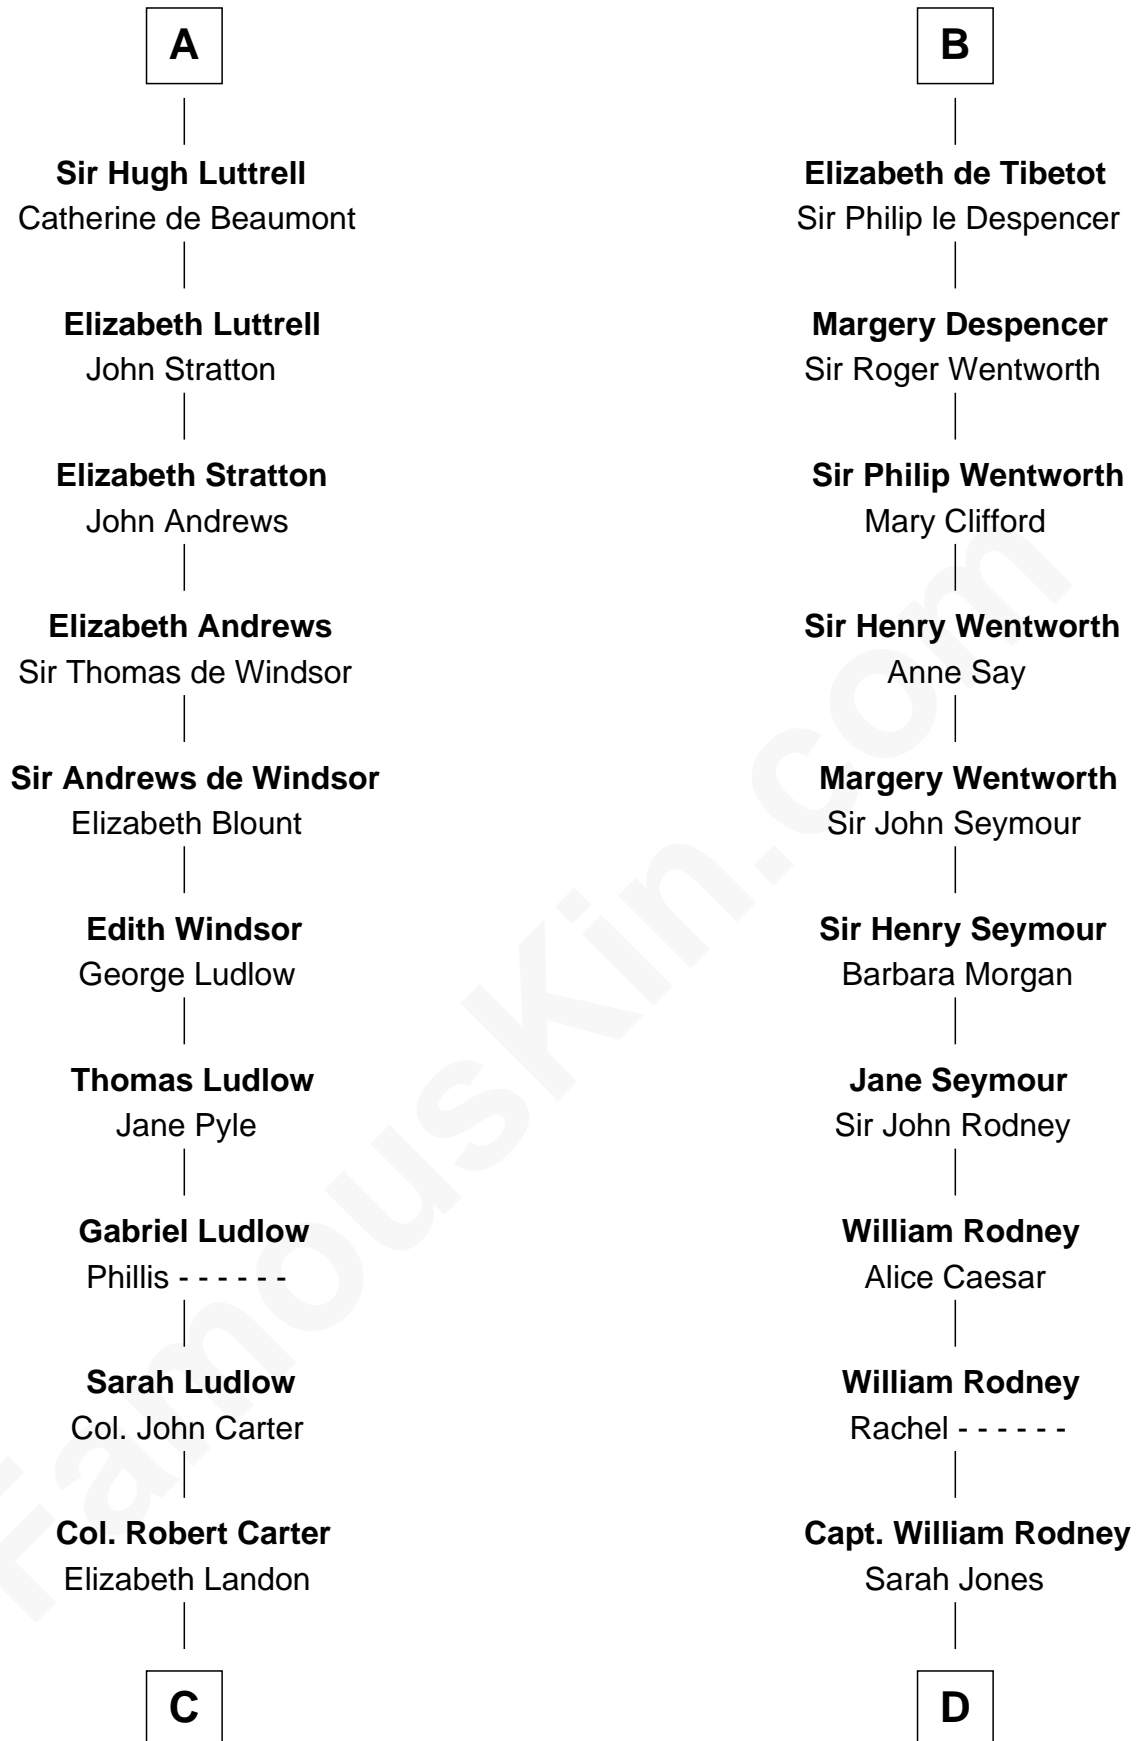 A
Sir Hugh Luttrell
Catherine de Beaumont
Elizabeth Luttrell
John Stratton
Elizabeth Stratton
John Andrews
Elizabeth Andrews
Sir Thomas de Windsor
Sir Andrews de Windsor
Elizabeth Blount
Edith Windsor
George Ludlow
Thomas Ludlow
Jane Pyle
Gabriel Ludlow
Phillis - - - - - -
Sarah Ludlow
Col. John Carter
Col. Robert Carter
Elizabeth Landon
C
B
Elizabeth de Tibetot
Sir Philip le Despencer
Margery Despencer
Sir Roger Wentworth
Sir Philip Wentworth
Mary Clifford
Sir Henry Wentworth
Anne Say
Margery Wentworth
Sir John Seymour
Sir Henry Seymour
Barbara Morgan
Jane Seymour
Sir John Rodney
William Rodney
Alice Caesar
William Rodney
Rachel - - - - - -
Capt. William Rodney
Sarah Jones
D
FamousKin.com